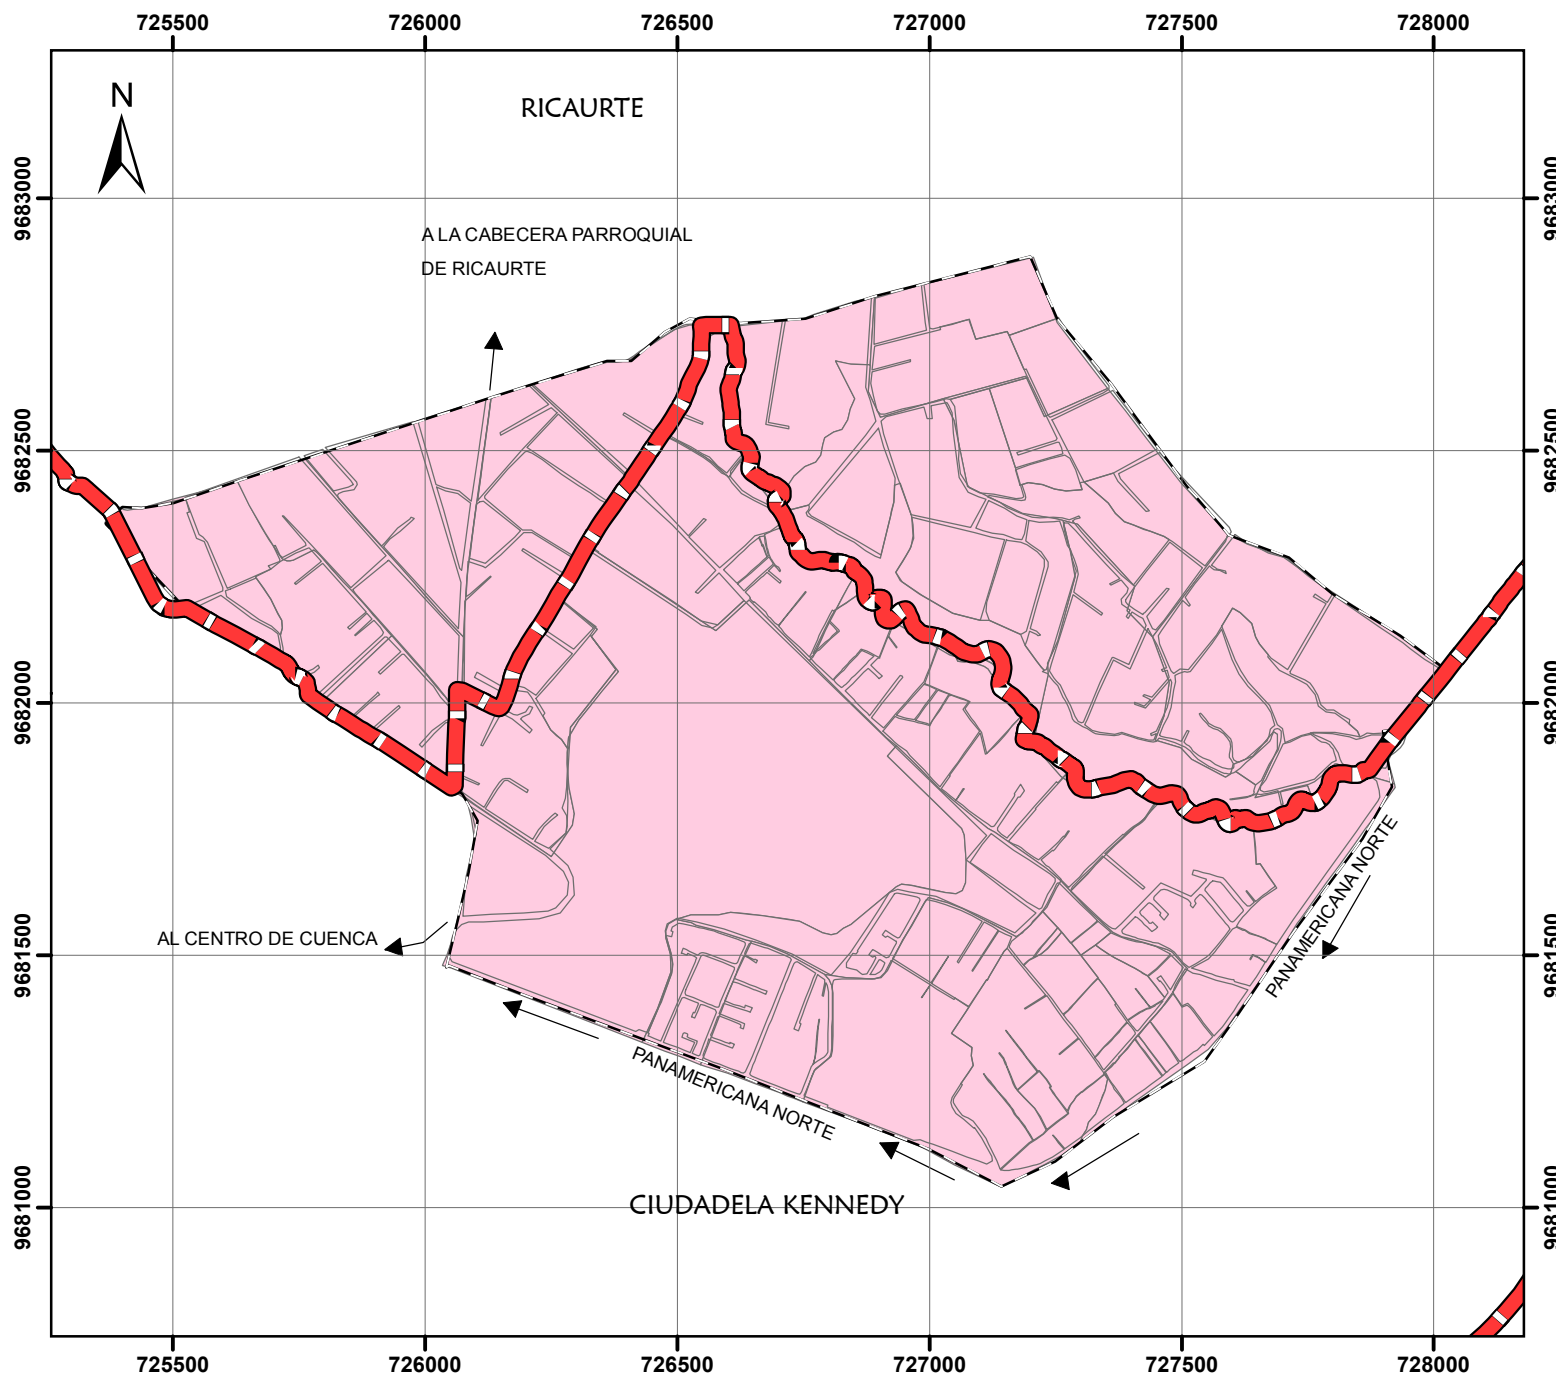 725500 726000 726500 727000 727500 728000
N
RICAURTE
9683000 9683000
A LA CABECERA PARROQUIAL
DE RICAURTE
9682500 9682500
9682000 9682000
PANAMERICANA NORTE
AL CENTRO DE CUENCA
9681500 9681500
PANAMERICANA NORTE
CIUDADELA KENNEDY
9681000 9681000
725500 726000 726500 727000 727500 728000